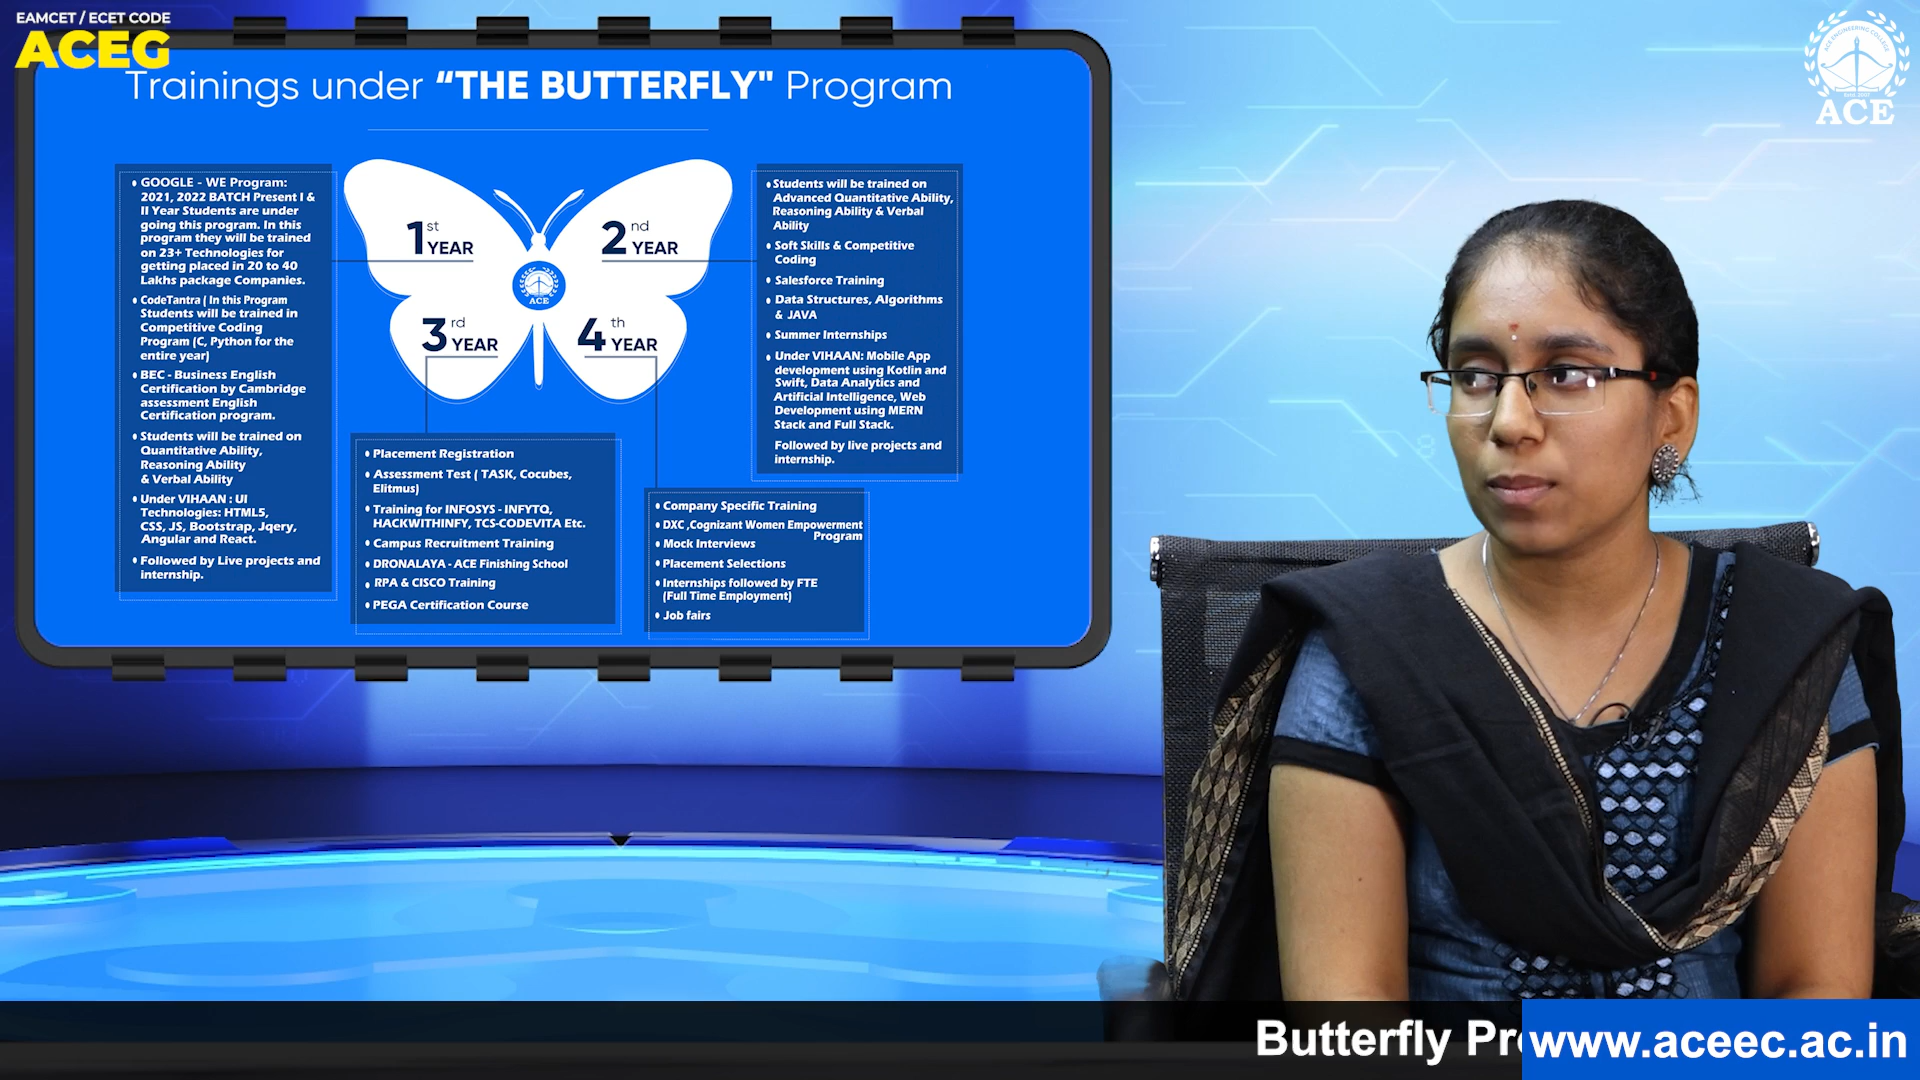 EAMCET / ECET CODE
ACEG
Trainings under “THE BUTTERFLY" Program
• GOOGLE - WE Program:
2021, 2022 BATCH Present I &
II Year Students are under
going this program. In this
program they will be trained
on 23+ Technologies for
getting placed in 20 to 40
Lakhs package Companies.
• CodeTantra ( In this Program
Students will be trained in
Competitive Coding
Program (C, Python for the
entire year)
• BEC - Business English
Certification by Cambridge
assessment English
Certification program.
• Students will be trained on
Quantitative Ability,
Reasoning Ability
& Verbal Ability
• Under VIHAAN : UI
Technologies: HTML5,
CSS, JS, Bootstrap, Jqery,
Angular and React.
• Followed by Live projects and
internship.
1st YEAR
2nd YEAR
3rd YEAR
4th YEAR
ACE
• Students will be trained on
Advanced Quantitative Ability,
Reasoning Ability & Verbal
Ability
• Soft Skills & Competitive
Coding
• Salesforce Training
• Data Structures, Algorithms
& JAVA
• Summer Internships
• Under VIHAAN: Mobile App
development using Kotlin and
Swift, Data Analytics and
Artificial Intelligence, Web
Development using MERN
Stack and Full Stack.
Followed by live projects and
internship.
• Placement Registration
• Assessment Test ( TASK, Cocubes,
Elitmus)
• Training for INFOSYS - INFYTQ,
HACKWITHINFY, TCS-CODEVITA Etc.
• Campus Recruitment Training
• DRONALAYA - ACE Finishing School
• RPA & CISCO Training
• PEGA Certification Course
• Company Specific Training
• DXC ,Cognizant Women Empowerment
Program
• Mock Interviews
• Placement Selections
• Internships followed by FTE
(Full Time Employment)
• Job fairs
ACE ENGINEERING COLLEGE
ACE
Butterfly Pr
www.aceec.ac.in